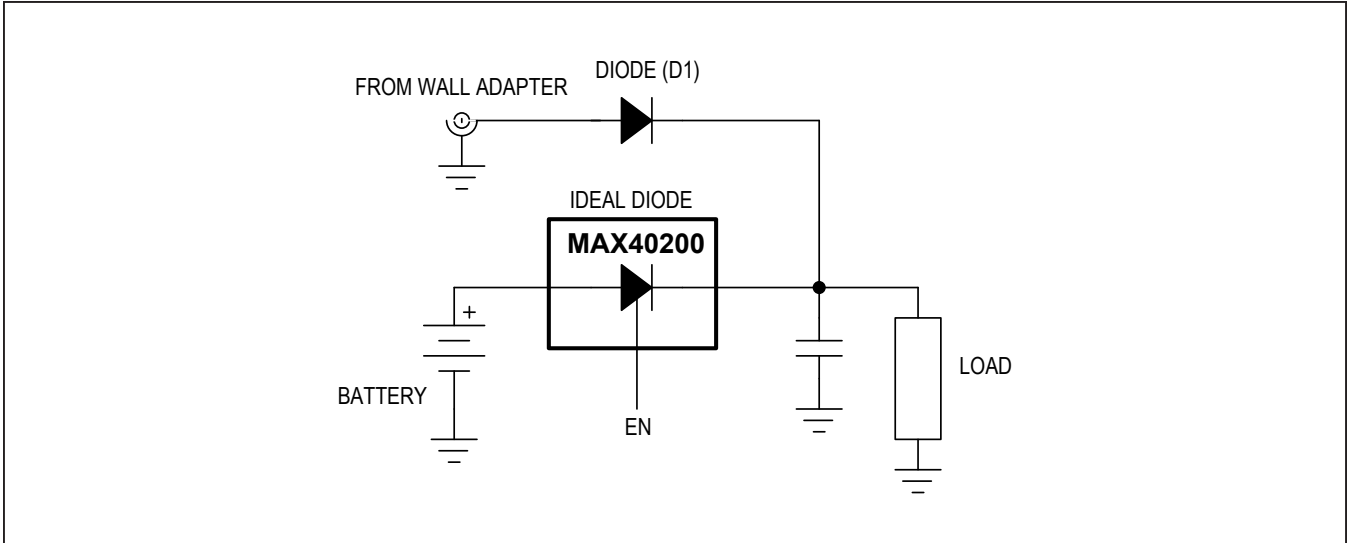 DIODE (D1)
FROM WALL ADAPTER
IDEAL DIODE
MAX40200
+
BATTERY
EN
LOAD